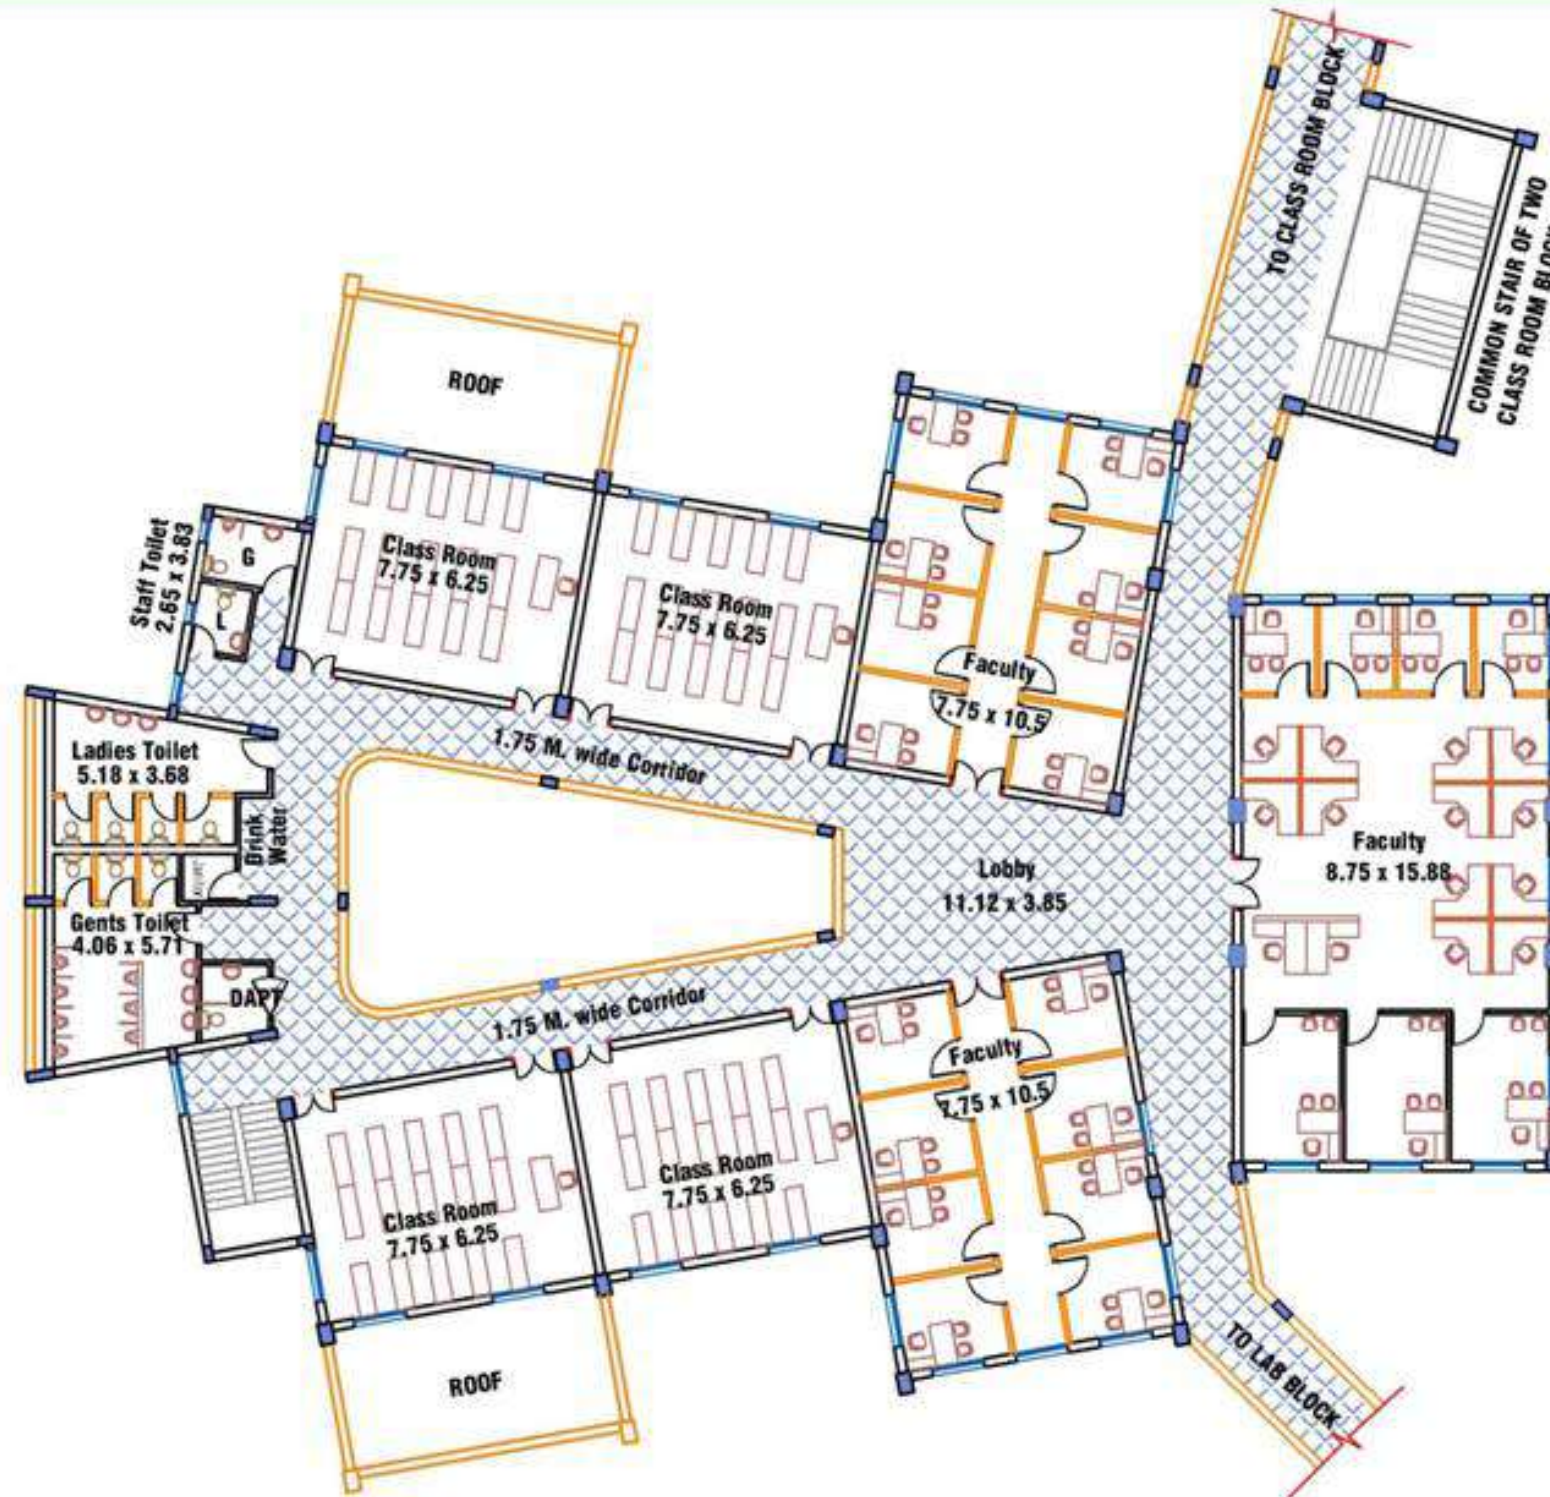 TO CLASS ROOM BLOCK
COMMON STAIR OF TWO
CLASS ROOM
ROOF
Staff Toilet
2.65 x 3.83
G
L
Class Room
7.75 x 6.25
Class Room
7.75 x 6.25
Faculty
7.75 x 10.5
1.75 M. wide Corridor
Ladies Toilet
5.18 x 3.68
Drink
Water
Lobby
11.12 x 3.85
Faculty
8.75 x 15.88
Gents Toilet
4.06 x 5.71
DAPT
1.75 M. wide Corridor
Faculty
7.75 x 10.5
Class Room
7.75 x 6.25
Class Room
7.75 x 6.25
ROOF
TO LAB BLOCK